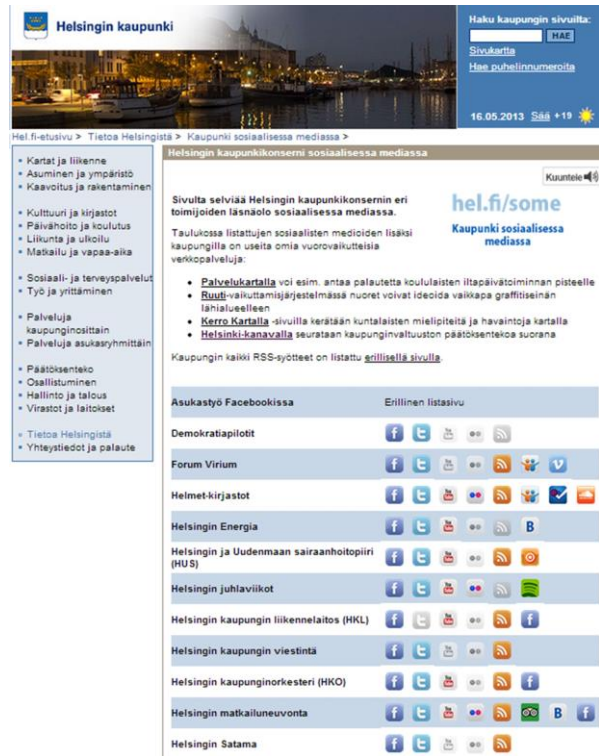 Helsingin kaupunki
Haku kaupungin sivuilta:
HAE
Sivukartta
Hae puhelinnumeroita
16.05.2013 Sää +19
Hel.fi-etusivu > Tietoa Helsingistä > Kaupunki sosiaalisessa mediassa >
Kartat ja liikenne
Asuminen ja ympäristö
Kaavoitus ja rakentaminen
Kulttuuri ja kirjastot
Päivähoito ja koulutus
Liikunta ja ulkoilu
Matkailu ja vapaa-aika
Sosiaali- ja terveyspalvelut
Työ ja yrittäminen
Palveluja
kaupunginosittain
Palveluja asukasryhmittäin
Päätöksenteko
Osallistuminen
Hallinto ja talous
Virastot ja laitokset
Tietoa Helsingistä
Yhteystiedot ja palaute
Helsingin kaupunkikonserni sosiaalisessa mediassa
Kuuntele
Sivulta selviää Helsingin kaupunkikonsernin eri
toimijoiden läsnäolo sosiaalisessa mediassa.
hel.fi/some
Kaupunki sosiaalisessa
mediassa
Taulukossa listattujen sosiaalisten medioiden lisäksi
kaupungilla on useita omia vuorovaikutteisia
verkkopalveluja:
Palvelukartalla voi esim. antaa palautetta koululaisten iltapäivätoiminnan pisteelle
Ruuti-vaikuttamisjärjestelmässä nuoret voivat ideoida vaikkapa graffitiseinän
lähialueelleen
Kerro Kartalla -sivuilla kerätään kuntalaisten mielipiteitä ja havaintoja kartalla
Helsinki-kanavalla seurataan kaupunginvaltuuston päätöksentekoa suorana
Kaupungin kaikki RSS-syötteet on listattu erillisellä sivulla.
Asukastyö Facebookissa Erillinen listasivu
Demokratiapilotit
Forum Virium
Helmet-kirjastot
Helsingin Energia
Helsingin ja Uudenmaan sairaanhoitopiiri
(HUS)
Helsingin juhlaviikot
Helsingin kaupungin liikennelaitos (HKL)
Helsingin kaupungin viestintä
Helsingin kaupunginorkesteri (HKO)
Helsingin matkailuneuvonta
Helsingin Satama